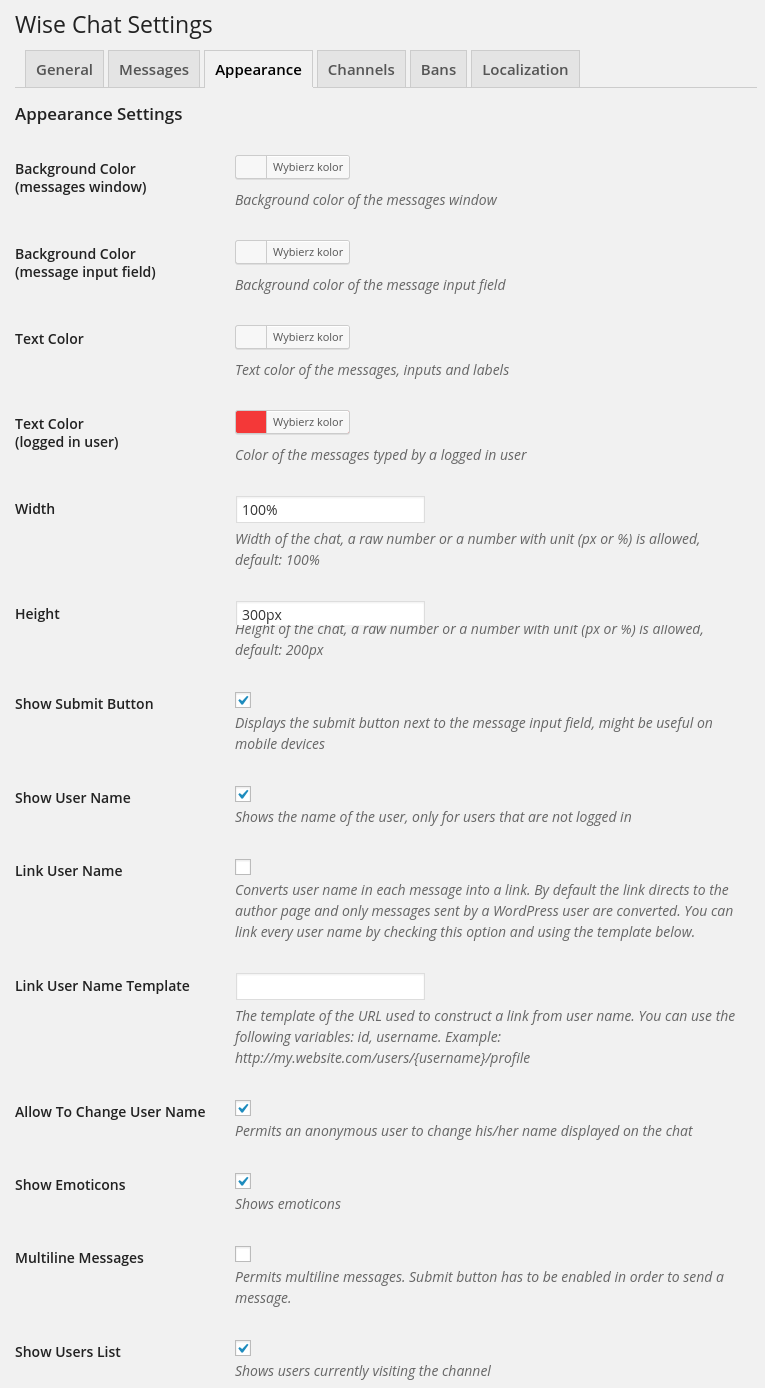 Wise Chat Settings
General Messages Appearance Channels Bans Localization
Appearance Settings
Background Color
(messages window)
Wybierz kolor
Background color of the messages window
Background Color
(message input field)
Wybierz kolor
Background color of the message input field
Text Color
Wybierz kolor
Text color of the messages, inputs and labels
Text Color
(logged in user)
Wybierz kolor
Color of the messages typed by a logged in user
Width
100%
Width of the chat, a raw number or a number with unit (px or %) is allowed,
default: 100%
Height
300px
Height of the chat, a raw number or a number with unit (px or %) is allowed,
default: 200px
Show Submit Button
Displays the submit button next to the message input field, might be useful on
mobile devices
Show User Name
Shows the name of the user, only for users that are not logged in
Link User Name
Converts user name in each message into a link. By default the link directs to the
author page and only messages sent by a WordPress user are converted. You can
link every user name by checking this option and using the template below.
Link User Name Template
The template of the URL used to construct a link from user name. You can use the
following variables: id, username. Example:
http://my.website.com/users/{username}/profile
Allow To Change User Name
Permits an anonymous user to change his/her name displayed on the chat
Show Emoticons
Shows emoticons
Multiline Messages
Permits multiline messages. Submit button has to be enabled in order to send a
message.
Show Users List
Shows users currently visiting the channel